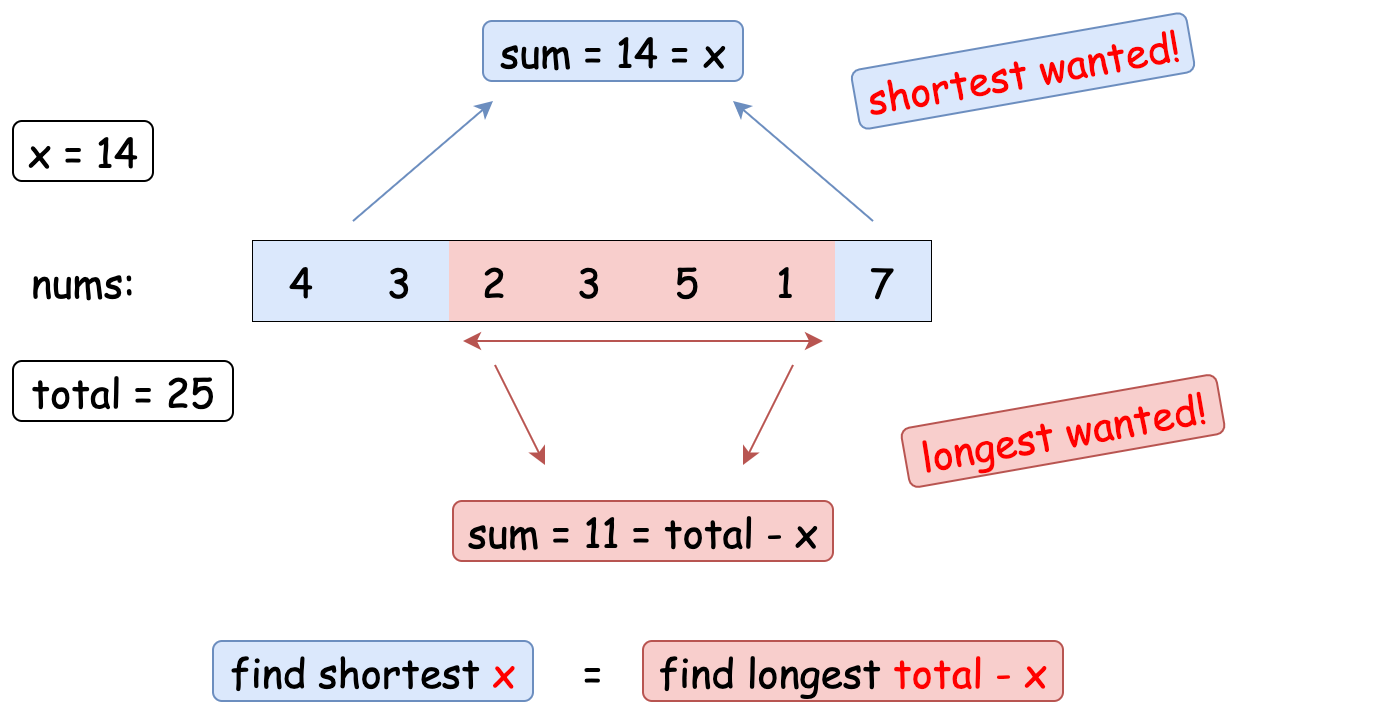 sum = 14 = x
shortest wanted!
x = 14
nums: 4 3 2 3 5 1 7
total = 25
longest wanted!
sum = 11 = total - x
find shortest x = find longest total - x